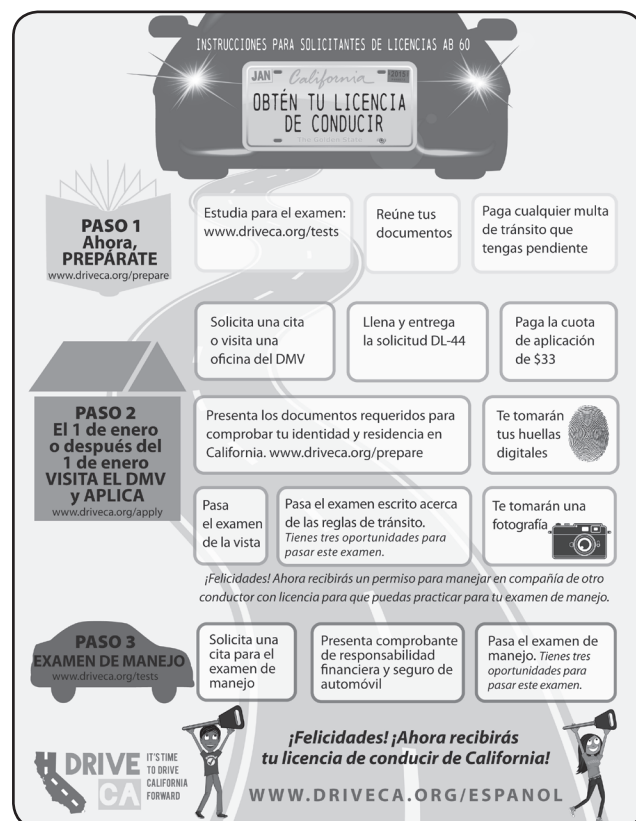 INSTRUCCIONES PARA SOLICITANTES DE LICENCIAS AB 60
JAN California 2015
OBTÉN TU LICENCIA
DE CONDUCIR
The Golden State
PASO 1
Ahora,
PREPÁRATE
www.driveca.org/prepare
Estudia para el examen:
www.driveca.org/tests
Reúne tus
documentos
Paga cualquier multa
de tránsito que
tengas pendiente
PASO 2
El 1 de enero
o después del
1 de enero
VISITA EL DMV
y APLICA
www.driveca.org/apply
Solicita una cita
o visita una
oficina del DMV
Llena y entrega
la solicitud DL-44
Paga la cuota
de aplicación
de $33
Presenta los documentos requeridos para
comprobar tu identidad y residencia en
California. www.driveca.org/prepare
Te tomarán
tus huellas
digitales
Pasa
el examen
de la vista
Pasa el examen escrito acerca
de las reglas de tránsito.
Tienes tres oportunidades para
pasar este examen.
Te tomarán una
fotografía
¡Felicidades! Ahora recibirás un permiso para manejar en compañía de otro
conductor con licencia para que puedas practicar para tu examen de manejo.
PASO 3
EXAMEN DE MANEJO
www.driveca.org/tests
Solicita una
cita para el
examen de
manejo
Presenta comprobante
de responsabilidad
financiera y seguro de
automóvil
Pasa el examen de
manejo. Tienes tres
oportunidades para
pasar este examen.
¡Felicidades! ¡Ahora recibirás
tu licencia de conducir de California!
DRIVE
CA
IT'S TIME
TO DRIVE
CALIFORNIA
FORWARD
WWW.DRIVECA.ORG/ESPANOL